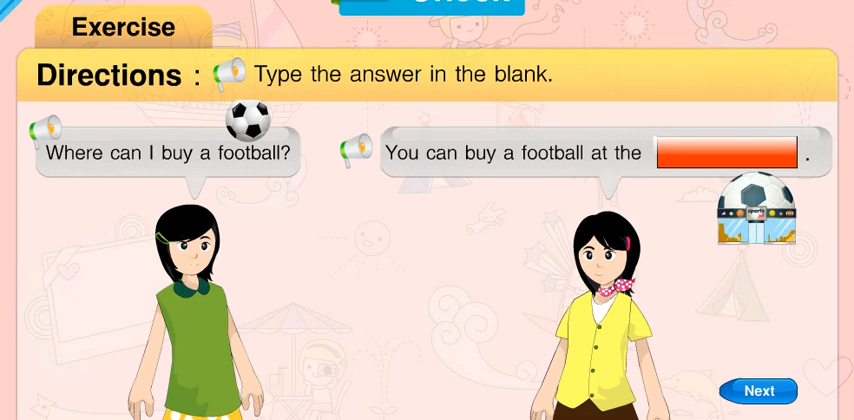 Exercise
Directions : Type the answer in the blank.
Where can I buy a football?
You can buy a football at the
.
sports
Next